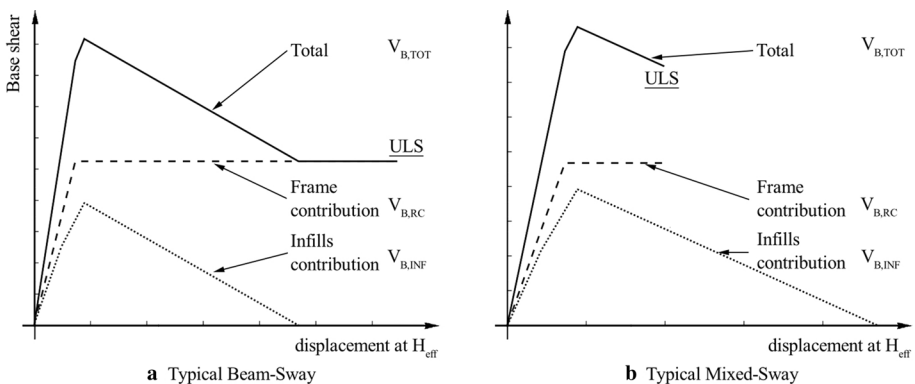 Base shear
Total V_B,TOT
ULS
Frame
contribution V_B,RC
Infills
contribution V_B,INF
displacement at H_eff
a Typical Beam-Sway
Total V_B,TOT
ULS
Frame
contribution V_B,RC
Infills
contribution V_B,INF
displacement at H_eff
b Typical Mixed-Sway